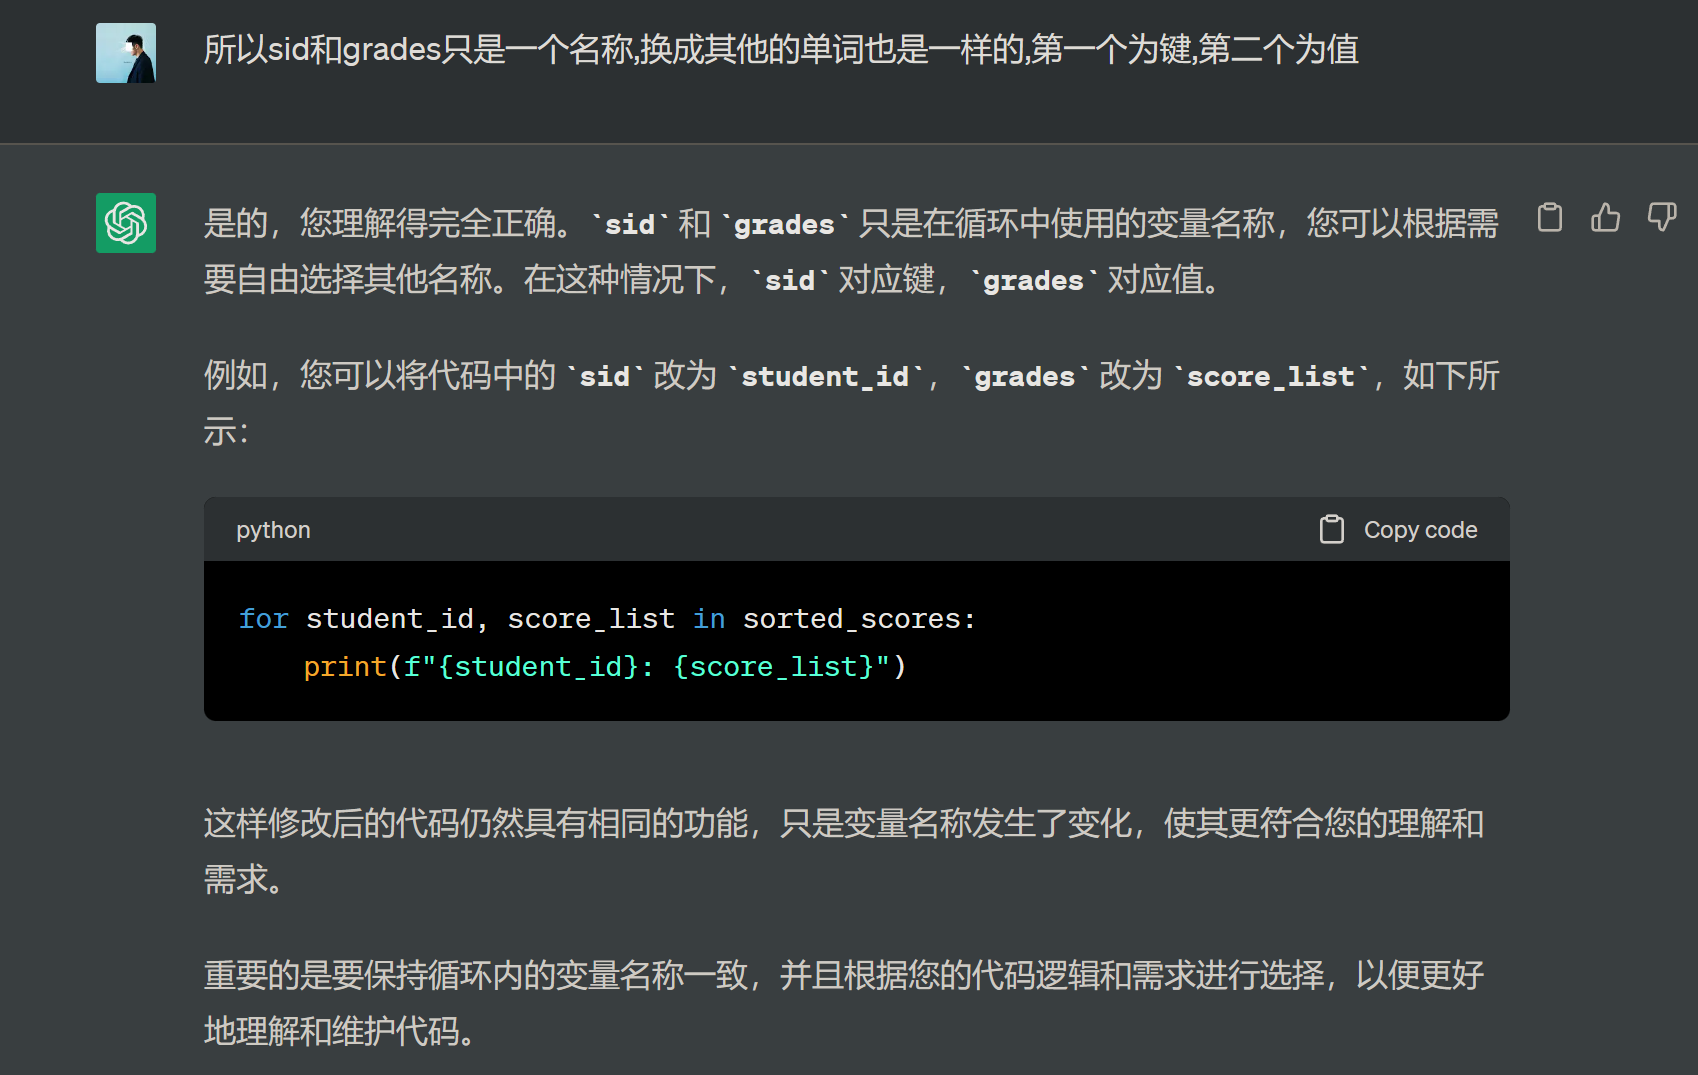 所以sid和grades只是一个名称,换成其他的单词也是一样的,第一个为键,第二个为值
是的，您理解得完全正确。`sid` 和 `grades` 只是在循环中使用的变量名称，您可以根据需
要自由选择其他名称。在这种情况下，`sid` 对应键，`grades` 对应值。
例如，您可以将代码中的 `sid` 改为 `student_id`，`grades` 改为 `score_list`，如下所
示：
python
Copy code
for student_id, score_list in sorted_scores:
    print(f"{student_id}: {score_list}")
这样修改后的代码仍然具有相同的功能，只是变量名称发生了变化，使其更符合您的理解和
需求。
重要的是要保持循环内的变量名称一致，并且根据您的代码逻辑和需求进行选择，以便更好
地理解和维护代码。